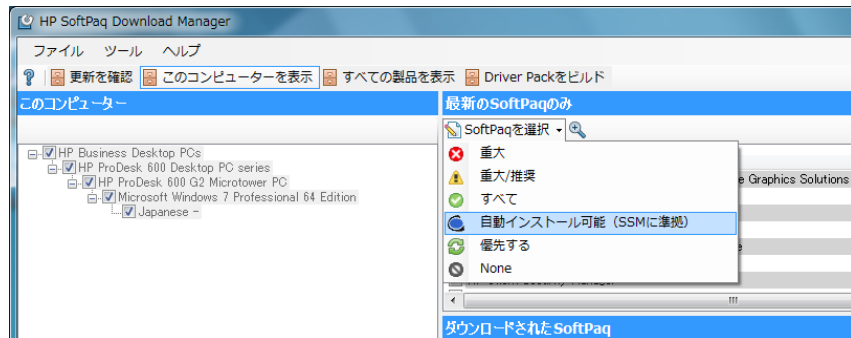 HP SoftPaq Download Manager
ファイル ツール ヘルプ
更新を確認 このコンピューターを表示 すべての製品を表示 Driver Packをビルド
このコンピューター
HP Business Desktop PCs
HP ProDesk 600 Desktop PC series
HP ProDesk 600 G2 Microtower PC
Microsoft Windows 7 Professional 64 Edition
Japanese -
最新のSoftPaqのみ
SoftPaqを選択
重大
重大/推奨
e Graphics Solutions
すべて
自動インストール可能（SSMに準拠）
優先する
None
ダウンロードされたSoftPaq